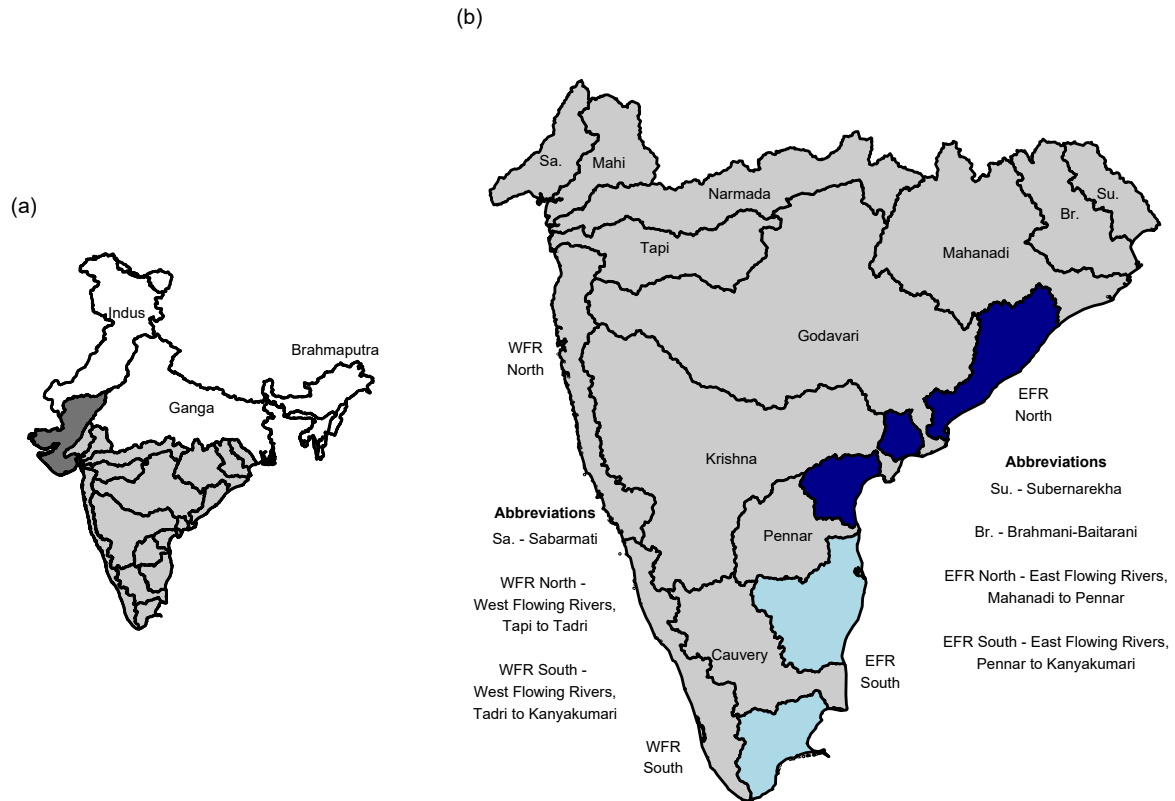 (a)
Indus
Brahmaputra
Ganga
(b)
Sa.
Mahi
Narmada
Su.
Br.
Tapi
Mahanadi
Godavari
WFR
North
EFR
North
Krishna
Pennar
Cauvery
EFR
South
WFR
South
Abbreviations
Sa. - Sabarmati
WFR North -
West Flowing Rivers,
Tapi to Tadri
WFR South -
West Flowing Rivers,
Tadri to Kanyakumari
Abbreviations
Su. - Subernarekha
Br. - Brahmani-Baitarani
EFR North - East Flowing Rivers,
Mahanadi to Pennar
EFR South - East Flowing Rivers,
Pennar to Kanyakumari